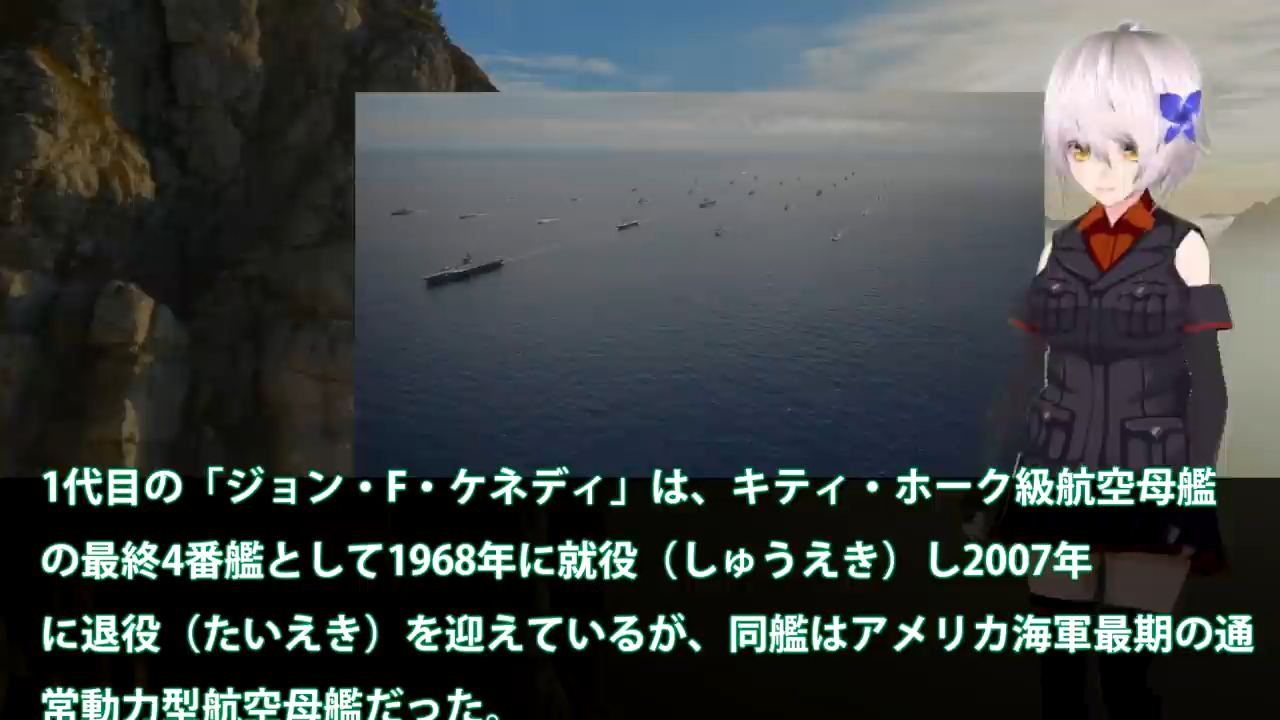 1代目の「ジョン・F・ケネディ」は、キティ・ホーク級航空母艦
の最終4番艦として1968年に就役（しゅうえき）し2007年
に退役（たいえき）を迎えているが、同艦はアメリカ海軍最期の通
常動力型航空母艦だった。